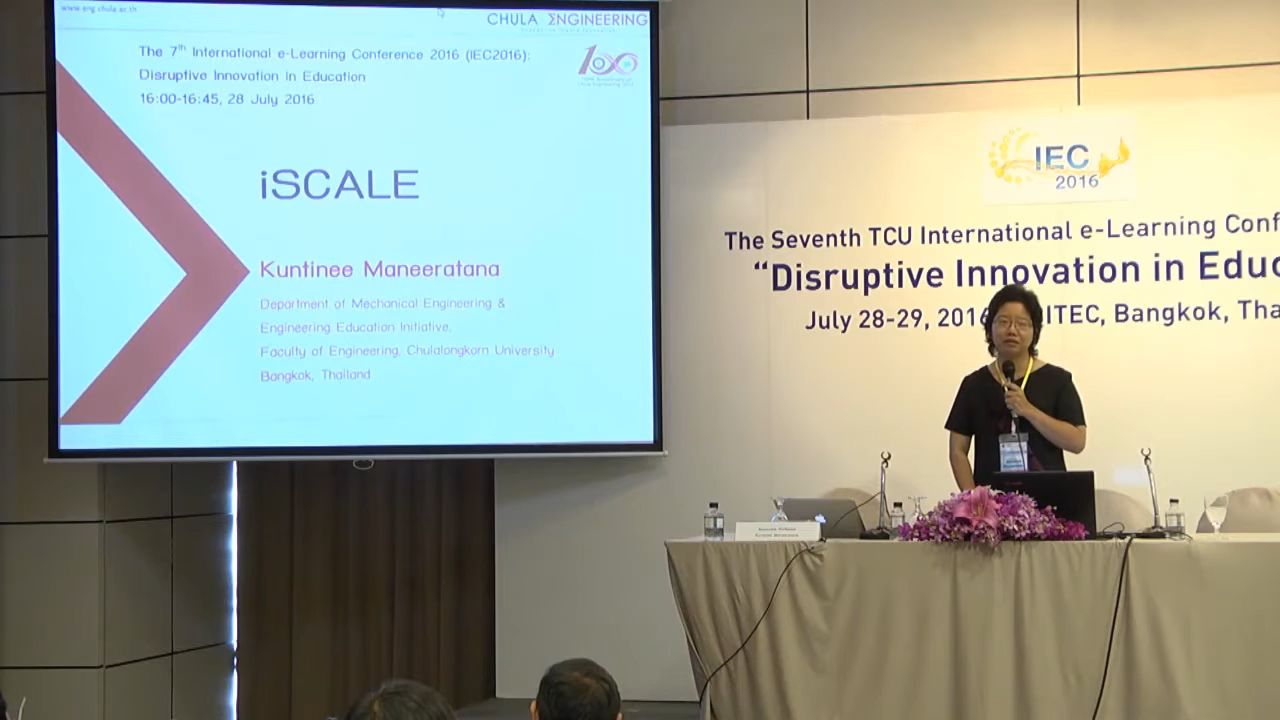 www.eng.chula.ac.th
CHULA ΣNGINEERING
The 7th International e-Learning Conference 2016 (IEC2016):
Disruptive Innovation in Education
16:00-16:45, 28 July 2016
100
iSCALE
Kuntinee Maneeratana
Department of Mechanical Engineering &
Engineering Education Initiative,
Faculty of Engineering, Chulalongkorn University
Bangkok, Thailand
IEC
2016
The Seventh TCU International e-Learning Conf
“Disruptive Innovation in Educ
July 28-29, 2016 ITEC, Bangkok, Tha
Kuntinee Maneeratana